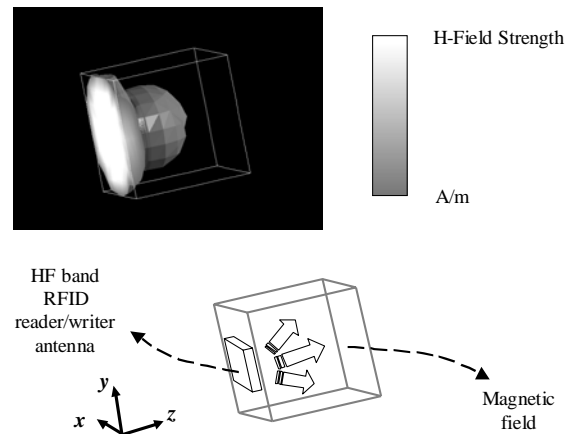 H-Field Strength
A/m
HF band
RFID
reader/writer
antenna
y
x
z
Magnetic
field